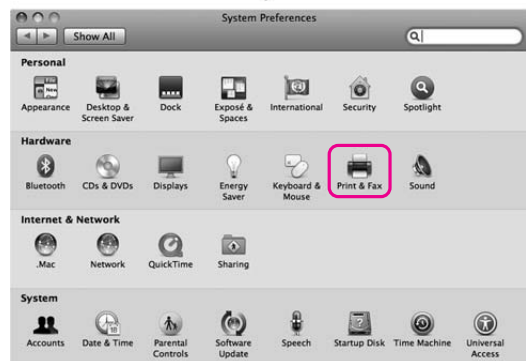 System Preferences
Show All
Personal
Appearance Desktop & Screen Saver Dock Exposé & Spaces International Security Spotlight
Hardware
Bluetooth CDs & DVDs Displays Energy Saver Keyboard & Mouse Print & Fax Sound
Internet & Network
.Mac Network QuickTime Sharing
System
Accounts Date & Time Parental Controls Software Update Speech Startup Disk Time Machine Universal Access